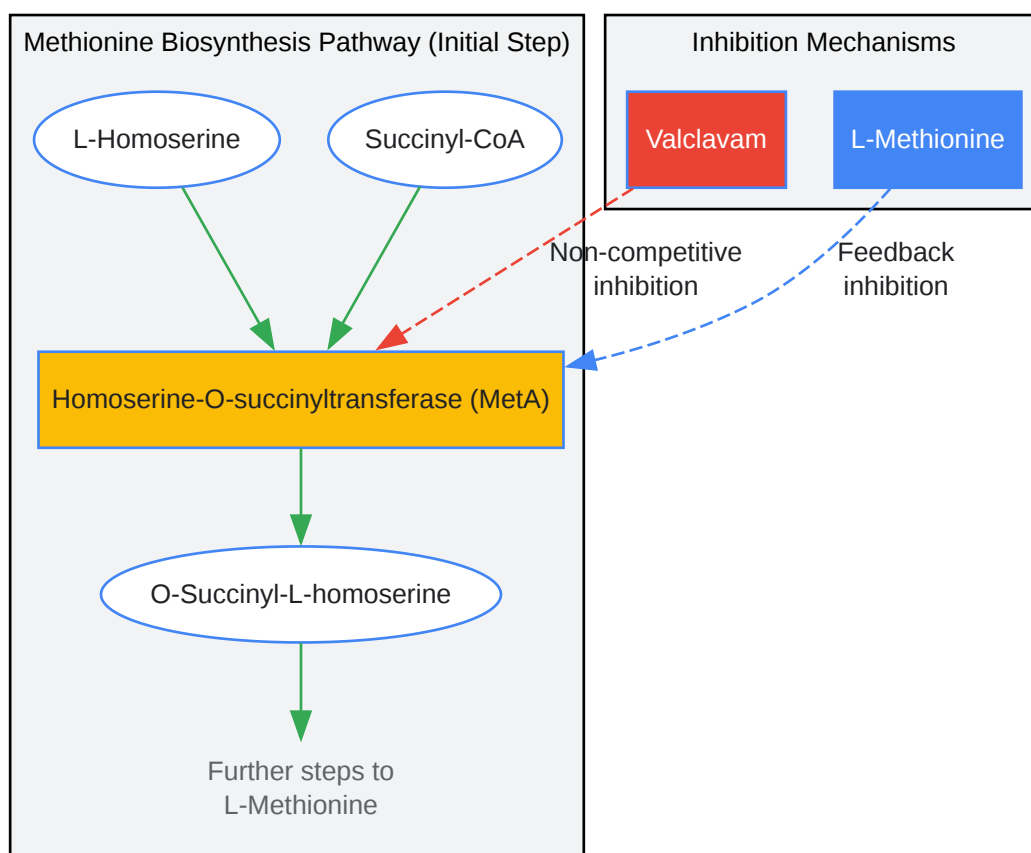 Methionine Biosynthesis Pathway (Initial Step)
Inhibition Mechanisms
L-Homoserine
Succinyl-CoA
Valclavam
L-Methionine
Non-competitive
inhibition
Feedback
inhibition
Homoserine-O-succinyltransferase (MetA)
O-Succinyl-L-homoserine
Further steps to
L-Methionine